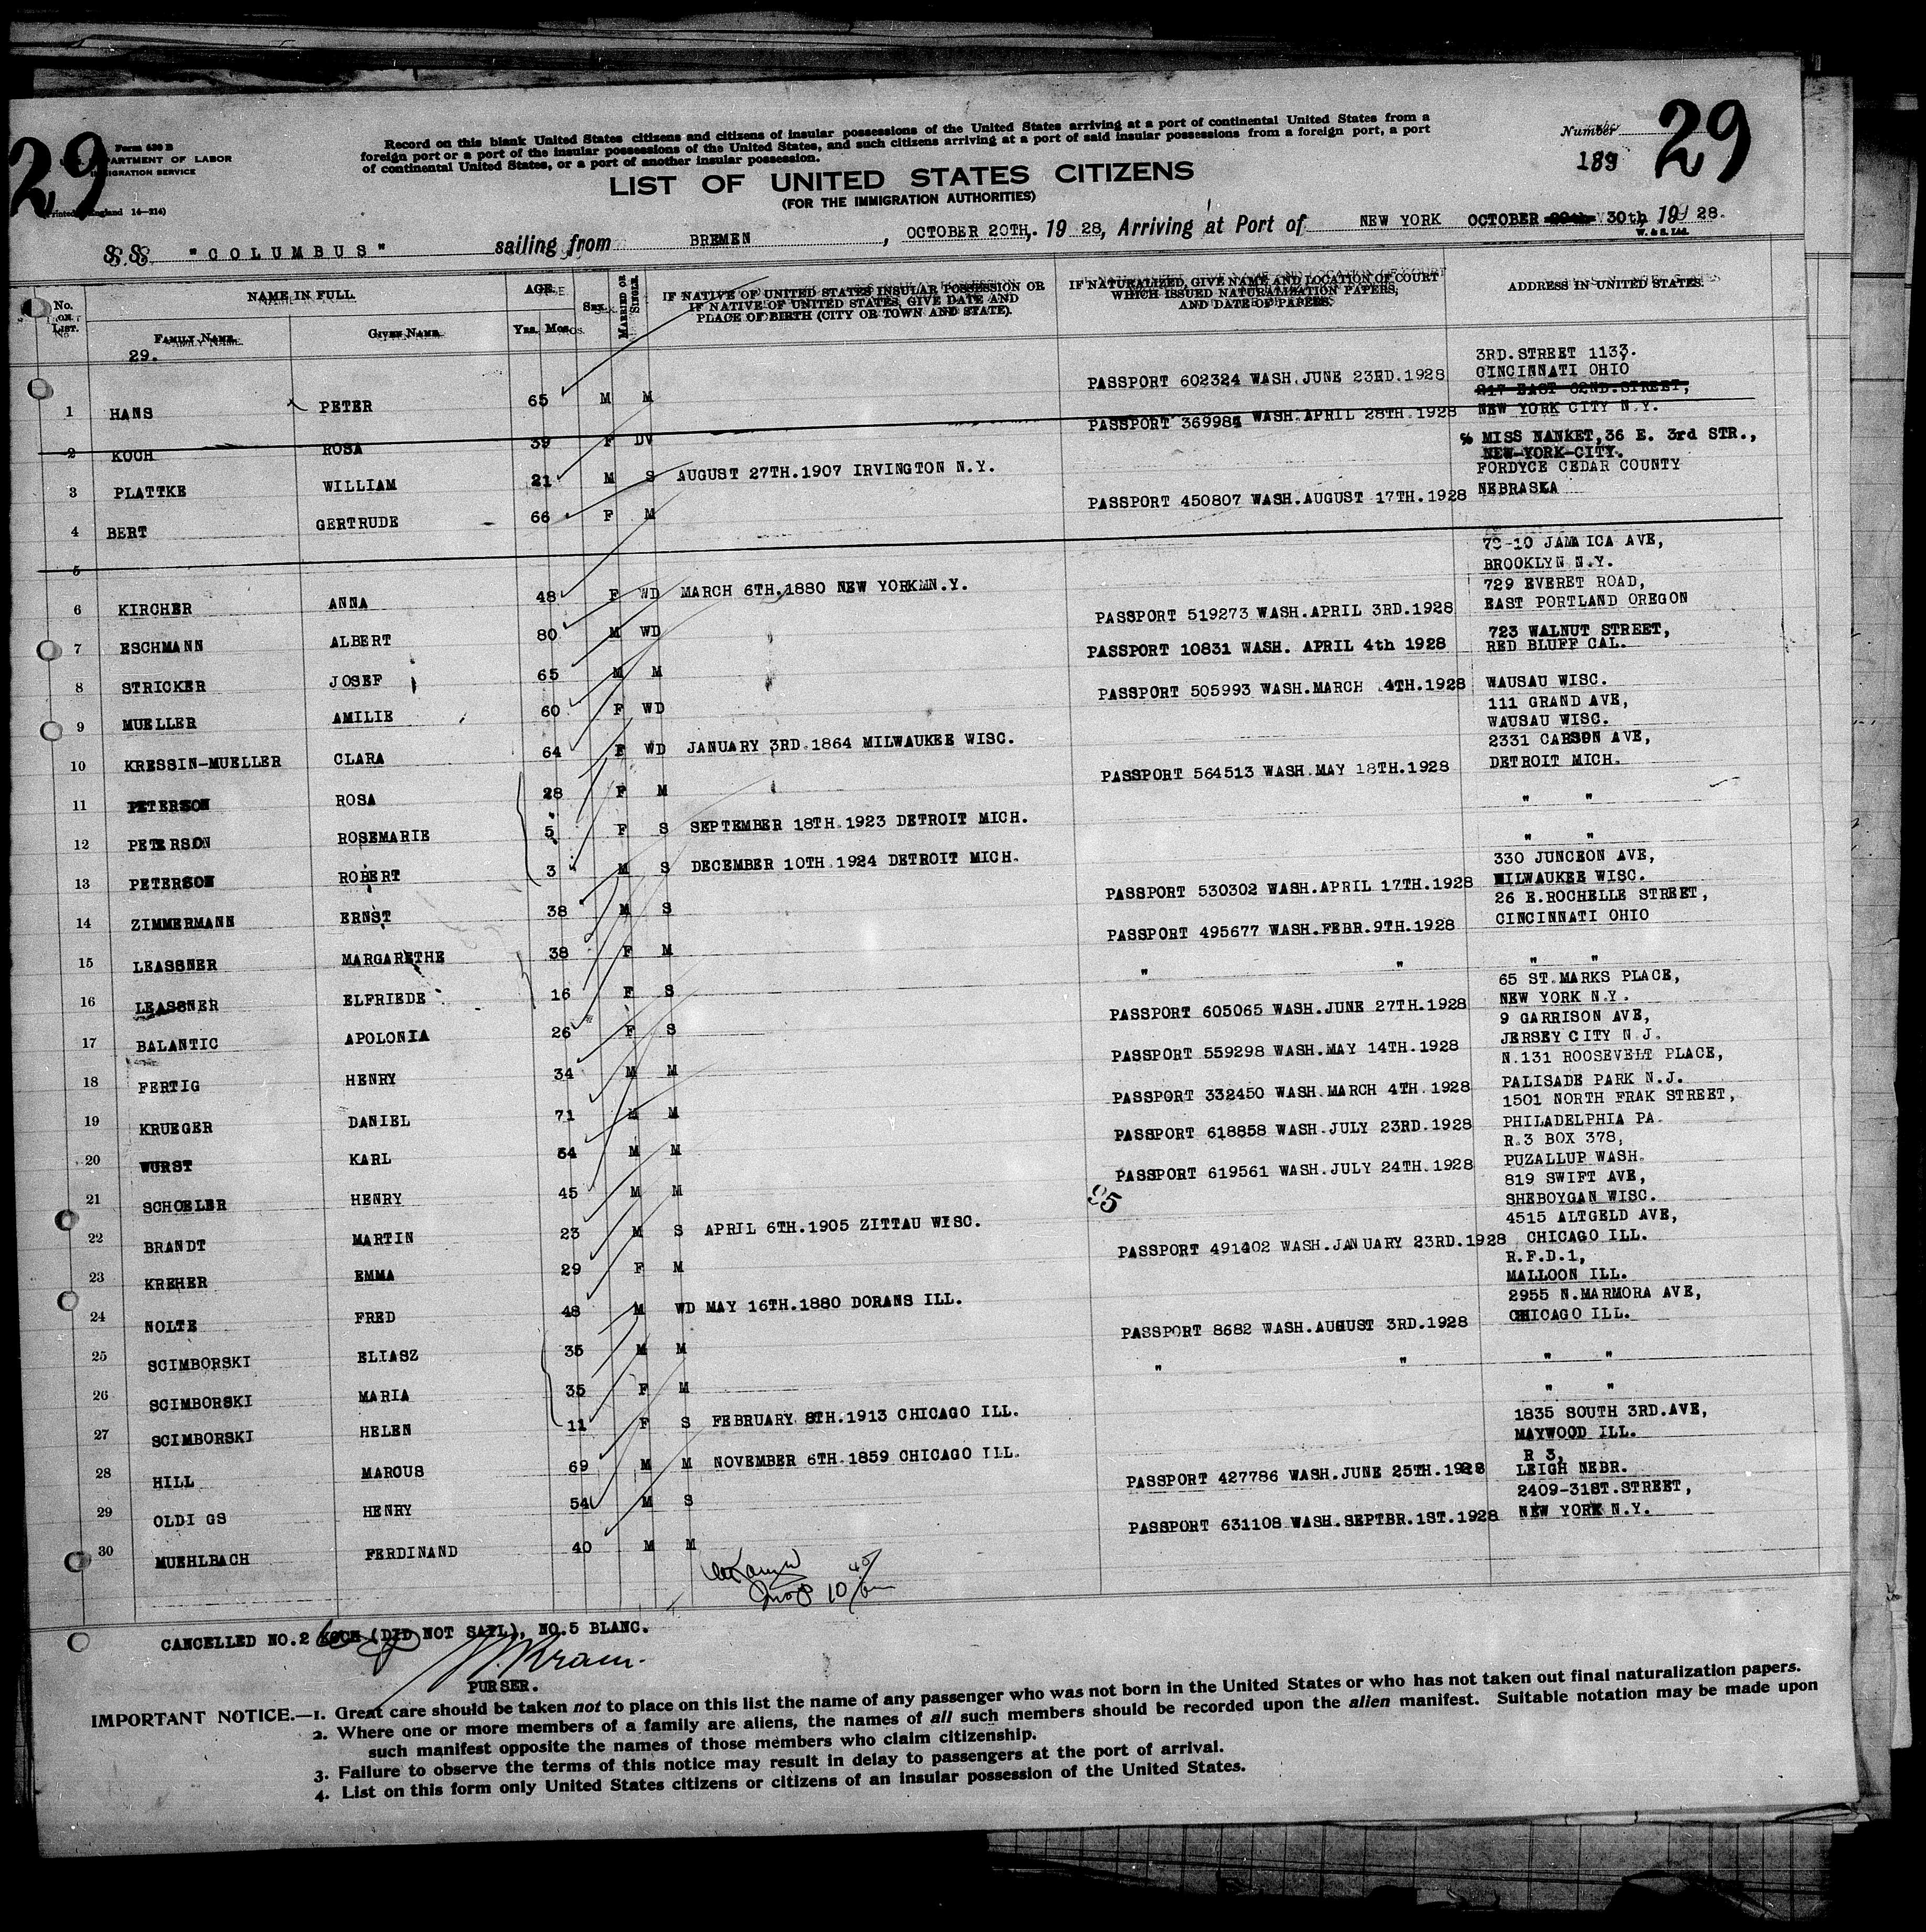 29
29
Form 630 B
DEPARTMENT OF LABOR
IMMIGRATION SERVICE
Number
189
Record on this blank United States citizens and citizens of insular possessions of the United States arriving at a port of continental United States from a
foreign port or a port of the insular possessions of the United States, and such citizens arriving at a port of said insular possessions from a foreign port, a port
of continental United States, or a port of another insular possession.
LIST OF UNITED STATES CITIZENS
(FOR THE IMMIGRATION AUTHORITIES)
S.S. "COLUMBUS" sailing from BREMEN, OCTOBER 20TH. 19 28, Arriving at Port of NEW YORK OCTOBER 30th 19 28.
W. & S. Ltd.
No. ON LIST. NAME IN FULL. AGE. SEX. MARRIED OR SINGLE. IF NATIVE OF UNITED STATES INSULAR POSSESSION OR IF NATIVE OF UNITED STATES, GIVE DATE AND PLACE OF BIRTH (CITY OR TOWN AND STATE). IF NATURALIZED, GIVE NAME AND LOCATION OF COURT WHICH ISSUED NATURALIZATION PAPERS, AND DATE OF PAPERS. ADDRESS IN UNITED STATES.
FAMILY NAME. GIVEN NAME. Yrs. Mos.
29.
1 HANS PETER 65 M M PASSPORT 602324 WASH.JUNE 23RD.1928 3RD.STREET 1133. CINCINNATI OHIO
2 KOCH ROSA 39 F DV PASSPORT 369984 WASH.APRIL 28TH.1928 217 EAST 62ND.STREET, NEW YORK CITY N.Y.
3 PLATTKE WILLIAM 21 M S AUGUST 27TH.1907 IRVINGTON N.Y. % MISS NANKET,36 E. 3rd STR., NEW-YORK-CITY.
4 BERT GERTRUDE 66 F M PASSPORT 450807 WASH.AUGUST 17TH.1928 FORDYCE CEDAR COUNTY NEBRASKA
5
6 KIRCHER ANNA 48 F WD MARCH 6TH.1880 NEW YORK N.Y. 78-10 JAMAICA AVE, BROOKLYN N.Y.
7 ESCHMANN ALBERT 80 M WD PASSPORT 519273 WASH.APRIL 3RD.1928 729 EVERET ROAD, EAST PORTLAND OREGON
8 STRICKER JOSEF 65 M M PASSPORT 10831 WASH. APRIL 4th 1928 723 WALNUT STREET, RED BLUFF CAL.
9 MUELLER AMILIE 60 F WD PASSPORT 505993 WASH.MARCH 4TH.1928 WAUSAU WISC.
10 KRESSIN-MUELLER CLARA 64 F WD JANUARY 3RD.1864 MILWAUKEE WISC. 111 GRAND AVE, WAUSAU WISC.
11 PETERSON ROSA 28 F M PASSPORT 564513 WASH.MAY 18TH.1928 2331 CARSON AVE, DETROIT MICH.
12 PETERSON ROSEMARIE 5 F S SEPTEMBER 18TH.1923 DETROIT MICH. " "
13 PETERSON ROBERT 3 M S DECEMBER 10TH.1924 DETROIT MICH. " "
14 ZIMMERMANN ERNST 38 M S PASSPORT 530302 WASH.APRIL 17TH.1928 330 JUNCEON AVE, MILWAUKEE WISC.
15 LEASSNER MARGARETHE 38 F M PASSPORT 495677 WASH.FEBR.9TH.1928 26 E.ROCHELLE STREET, CINCINNATI OHIO
16 LEASSNER ELFRIEDE 16 F S " " " "
17 BALANTIC APOLONIA 26 F S PASSPORT 605065 WASH.JUNE 27TH.1928 65 ST.MARKS PLACE, NEW YORK N.Y.
18 FERTIG HENRY 34 M M PASSPORT 559298 WASH.MAY 14TH.1928 9 GARRISON AVE, JERSEY CITY N J.
19 KRUEGER DANIEL 71 M M PASSPORT 332450 WASH.MARCH 4TH.1928 N.131 ROOSEVELT PLACE, PALISADE PARK N.J.
20 WURST KARL 54 M M PASSPORT 618858 WASH.JULY 23RD.1928 1501 NORTH FRAK STREET, PHILADELPHIA PA.
21 SCHOELER HENRY 45 M M PASSPORT 619561 WASH.JULY 24TH.1928 R.3 BOX 378, PUZALLUP WASH.
22 BRANDT MARTIN 23 M S APRIL 6TH.1905 ZITTAU WISC. 819 SWIFT AVE, SHEBOYGAN WISC.
23 KREHER EMMA 29 F M PASSPORT 491402 WASH.JANUARY 23RD.1928 4515 ALTGELD AVE, CHICAGO ILL.
24 NOLTE FRED 48 M WD MAY 16TH.1880 DORANS ILL. R.F.D.1, MALLOON ILL.
25 SCIMBORSKI ELIASZ 35 M M PASSPORT 8682 WASH.AUGUST 3RD.1928 2955 N.MARMORA AVE, CHICAGO ILL.
26 SCIMBORSKI MARIA 35 F M " " " "
27 SCIMBORSKI HELEN 11 F S FEBRUARY 8TH.1913 CHICAGO ILL. " "
28 HILL MARCUS 69 M M NOVEMBER 6TH.1859 CHICAGO ILL. 1835 SOUTH 3RD.AVE, MAYWOOD ILL.
29 OLDIGS HENRY 54 M S PASSPORT 427786 WASH.JUNE 25TH.1928 R 3, LEIGH NEBR.
30 MUEHLBACH FERDINAND 40 M M PASSPORT 631108 WASH.SEPTBR.1ST.1928 2409-31ST.STREET, NEW YORK N.Y.
CANCELLED NO.2 KOCH (DID NOT SAIL), NO.5 BLANC.
PURSER.
IMPORTANT NOTICE.—1. Great care should be taken not to place on this list the name of any passenger who was not born in the United States or who has not taken out final naturalization papers.
2. Where one or more members of a family are aliens, the names of all such members should be recorded upon the alien manifest. Suitable notation may be made upon
such manifest opposite the names of those members who claim citizenship.
3. Failure to observe the terms of this notice may result in delay to passengers at the port of arrival.
4. List on this form only United States citizens or citizens of an insular possession of the United States.